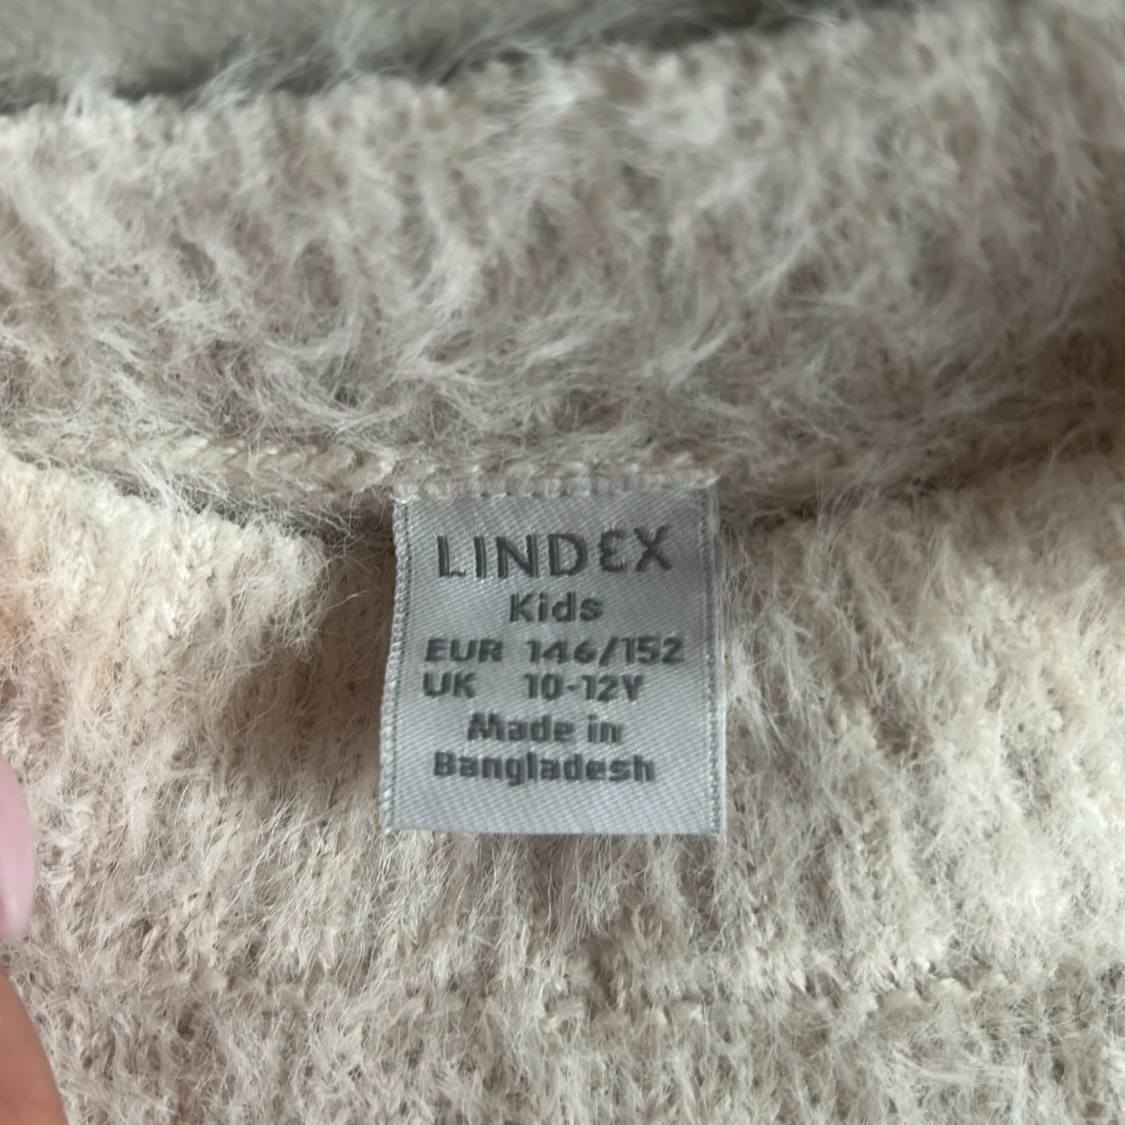 LINDEX
Kids
EUR 146/152
UK 10-12Y
Made in
Bangladesh